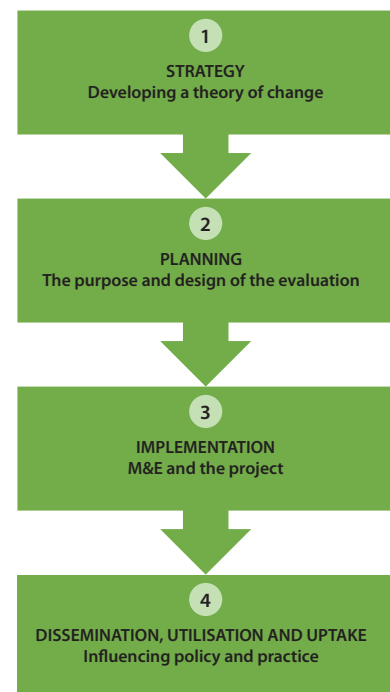 1
STRATEGY
Developing a theory of change
2
PLANNING
The purpose and design of the evaluation
3
IMPLEMENTATION
M&E and the project
4
DISSEMINATION, UTILISATION AND UPTAKE
Influencing policy and practice